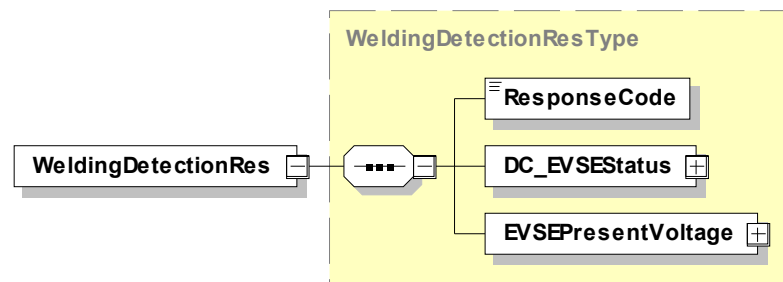 WeldingDetectionResType
ResponseCode
WeldingDetectionRes
DC_EVSEStatus
EVSEPresentVoltage